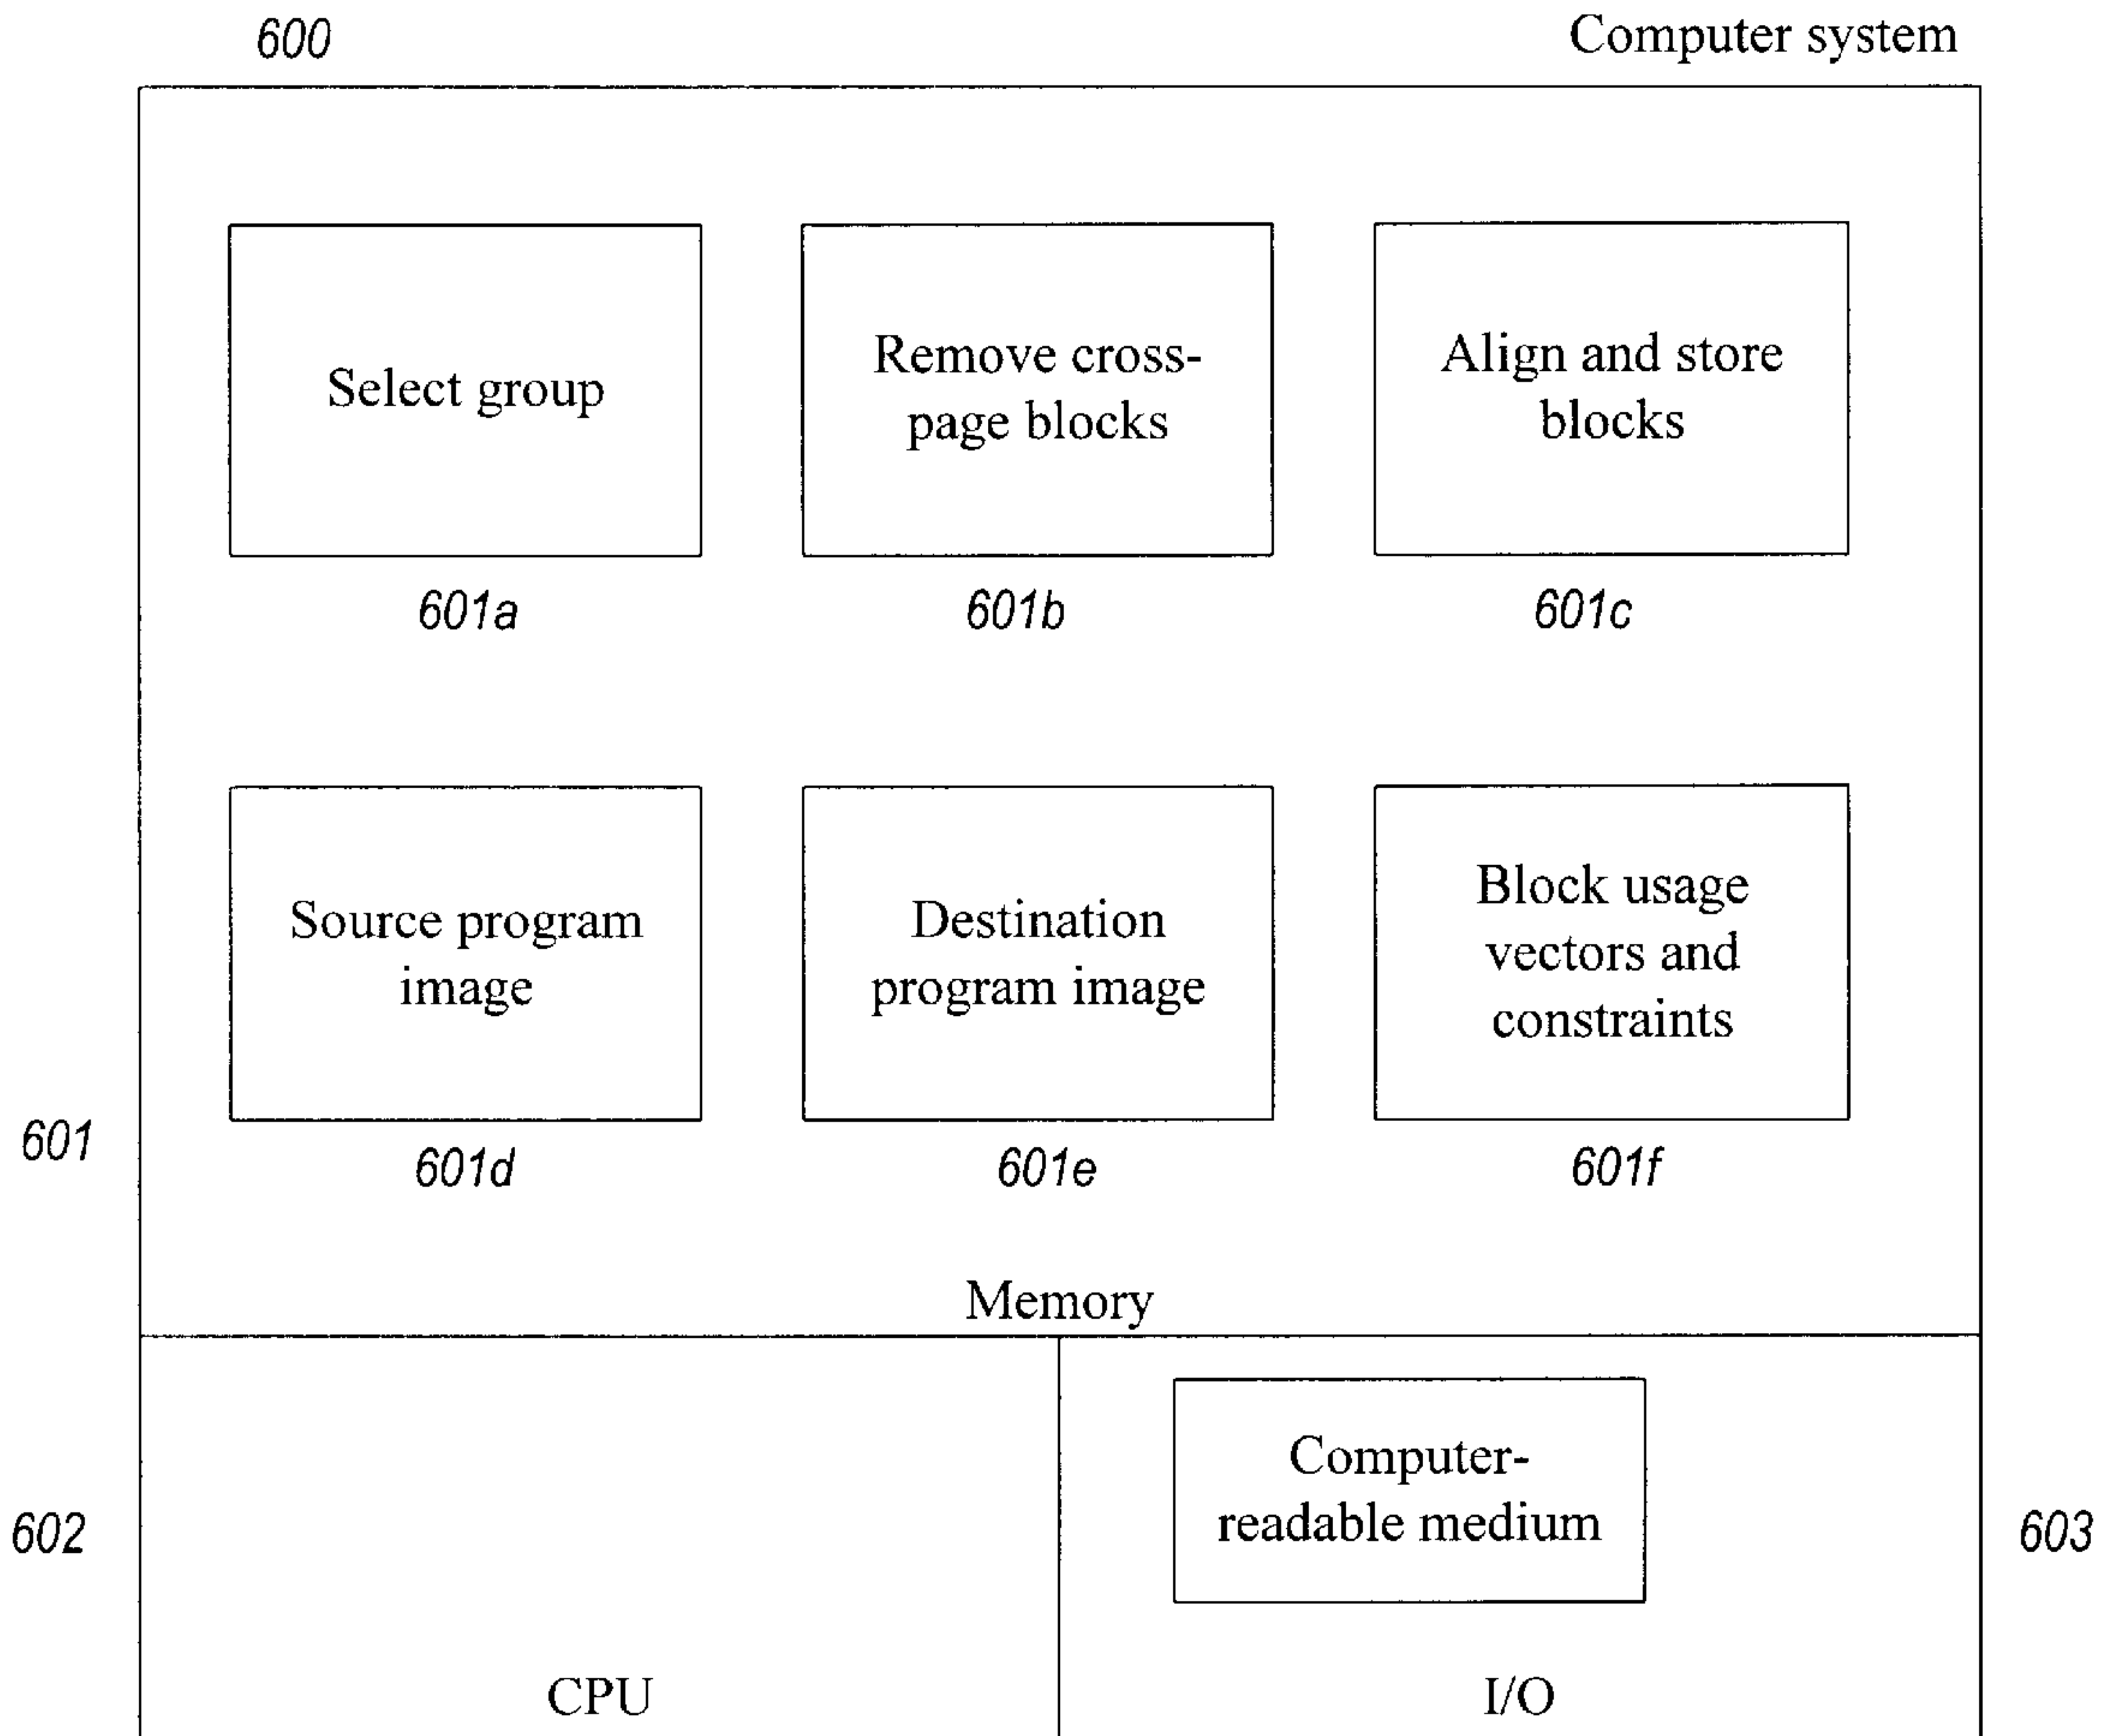 600
Computer system
Select group
Remove cross-
page blocks
Align and store
blocks
601a
601b
601c
Source program
image
Destination
program image
Block usage
vectors and
constraints
601
601d
601e
601f
Memory
602
Computer-
readable medium
603
CPU
I/O